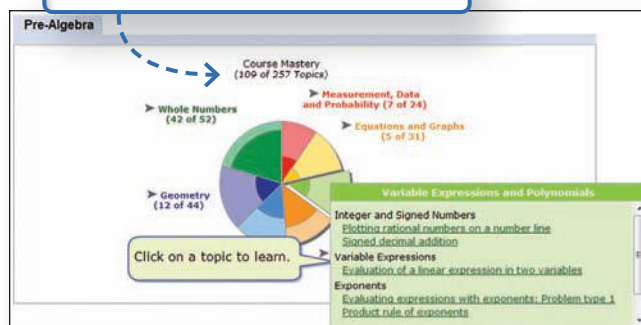 Pre-Algebra
Course Mastery
(109 of 257 Topics)
Measurement, Data
and Probability (7 of 24)
Whole Numbers
(42 of 52)
Equations and Graphs
(5 of 31)
Geometry
(12 of 44)
Variable Expressions and Polynomials
Integer and Signed Numbers
Plotting rational numbers on a number line
Signed decimal addition
Click on a topic to learn.
Variable Expressions
Evaluation of a linear expression in two variables
Exponents
Evaluating expressions with exponents: Problem type 1
Product rule of exponents